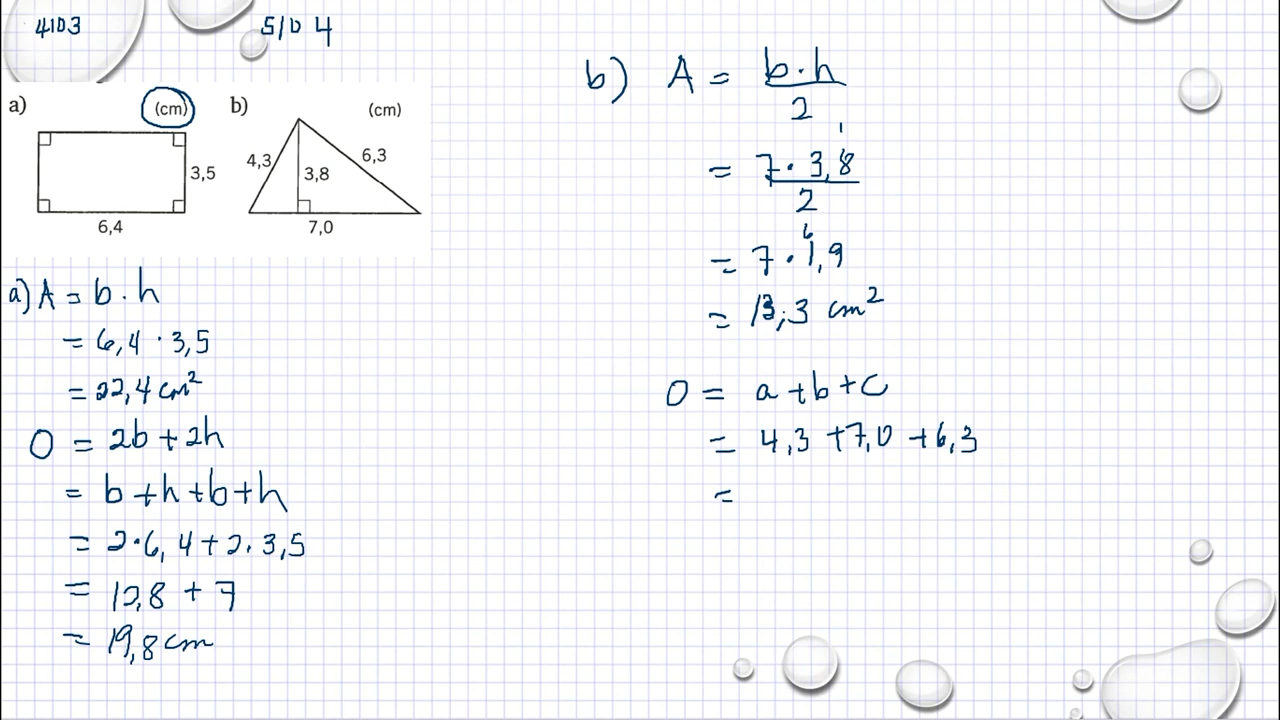 4103
5104
a) (cm)
3,5
6,4
b) (cm)
4,3
3,8
6,3
7,0
a) A = b · h
= 6,4 · 3,5
= 22,4 cm²
O = 2b + 2h
= b + h + b + h
= 2 · 6,4 + 2 · 3,5
= 12,8 + 7
= 19,8 cm
b) A = b · h / 2
= 7 · 3,8 / 2
= 7 · 1,9
= 13,3 cm²
O = a + b + c
= 4,3 + 7,0 + 6,3
=